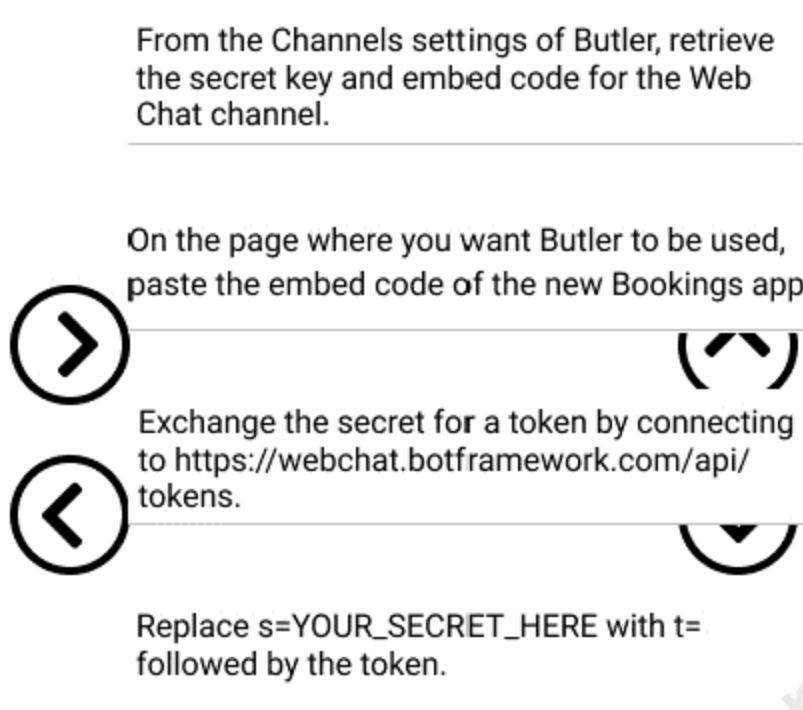 From the Channels settings of Butler, retrieve
the secret key and embed code for the Web
Chat channel.
On the page where you want Butler to be used,
paste the embed code of the new Bookings app
Exchange the secret for a token by connecting
to https://webchat.botframework.com/api/
tokens.
Replace s=YOUR_SECRET_HERE with t=
followed by the token.